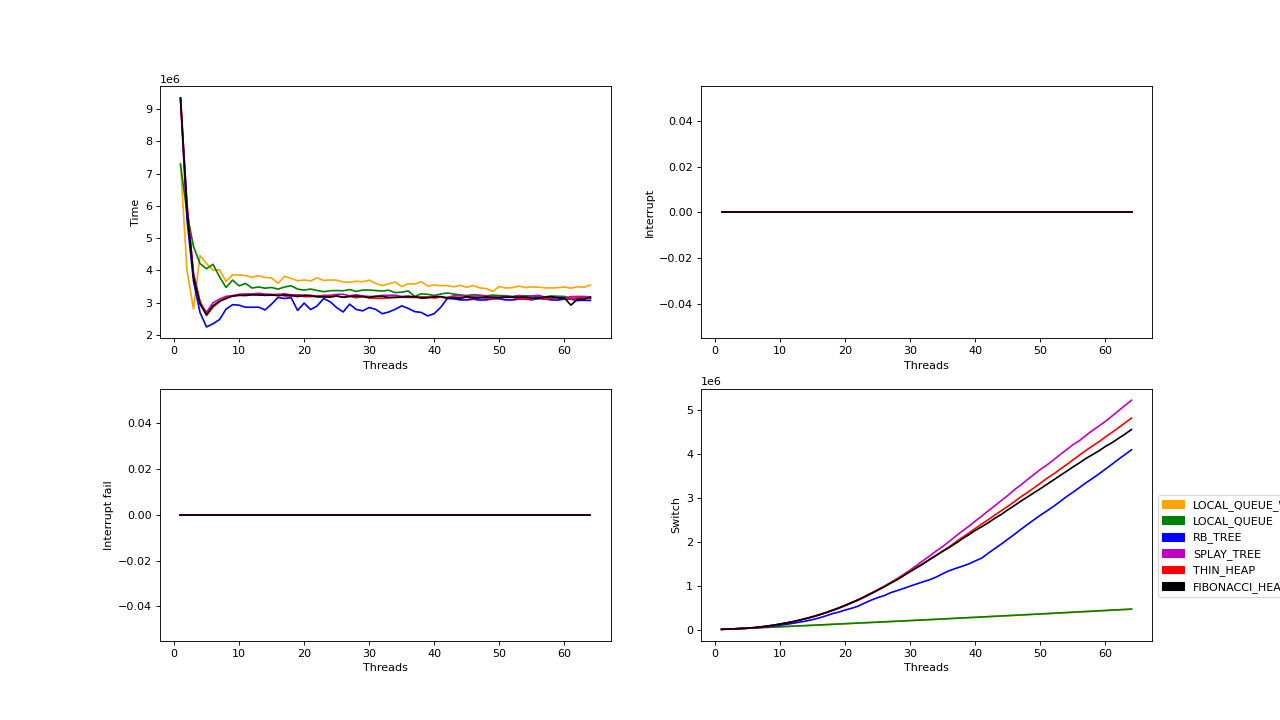 1e6
9
8
7
6
5
4
3
2
Time
0 10 20 30 40 50 60
Threads
0.04
0.02
0.00
−0.02
−0.04
Interrupt
0 10 20 30 40 50 60
Threads
0.04
0.02
0.00
−0.02
−0.04
Interrupt fail
0 10 20 30 40 50 60
Threads
1e6
5
4
3
2
1
0
Switch
0 10 20 30 40 50 60
Threads
LOCAL_QUEUE_
LOCAL_QUEUE
RB_TREE
SPLAY_TREE
THIN_HEAP
FIBONACCI_HEA